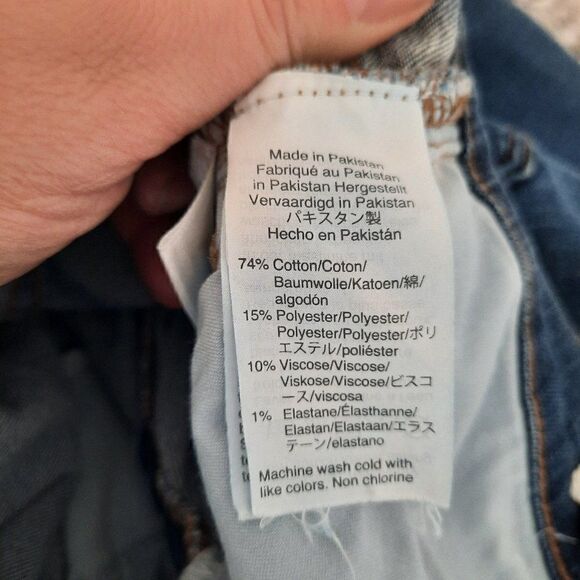 Made in Pakistan
Fabriqué au Pakistan
in Pakistan Hergestellt
Vervaardigd in Pakistan
パキスタン製
Hecho en Pakistán
74% Cotton/Coton/
Baumwolle/Katoen/綿/
algodón
15% Polyester/Polyester/
Polyester/Polyester/ポリ
エステル/poliéster
10% Viscose/Viscose/
Viskose/Viscose/ビスコ
ース/viscosa
1% Elastane/Élasthanne/
Elastan/Elastaan/エラス
テーン/elastano
Machine wash cold with
like colors. Non chlorine